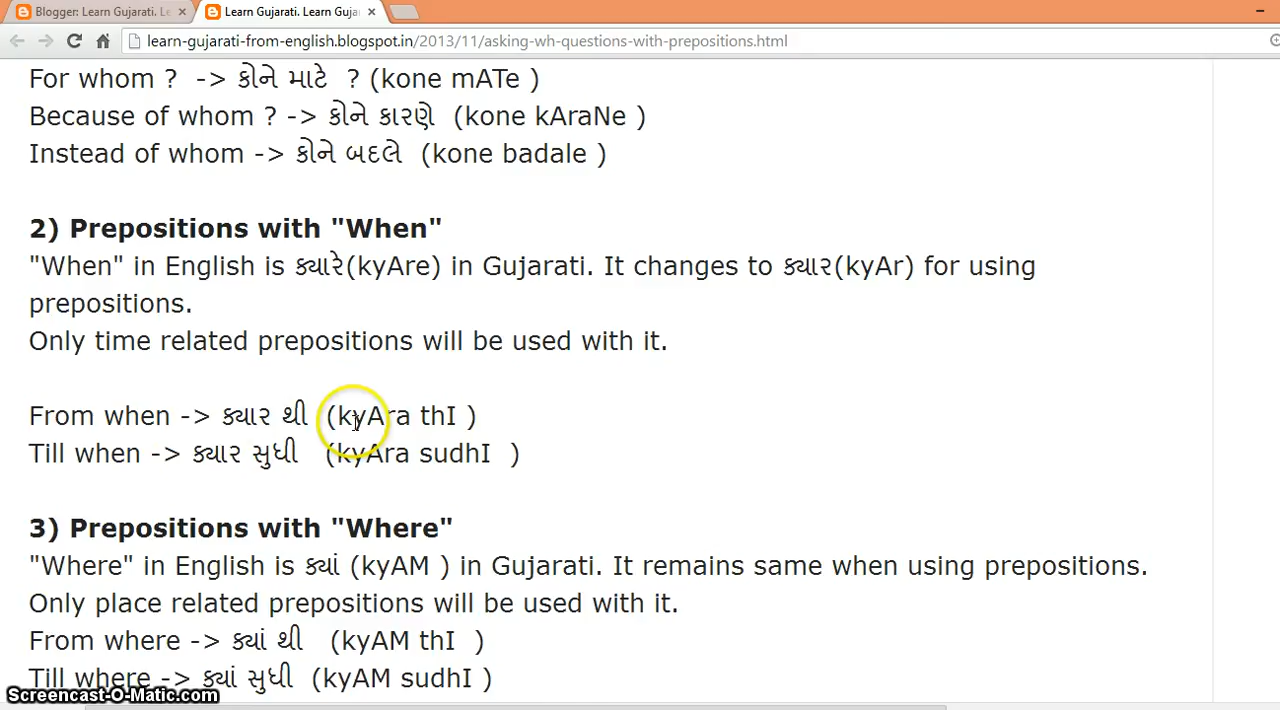 Blogger: Learn Gujarati. Le
Learn Gujarati. Learn Guja
learn-gujarati-from-english.blogspot.in/2013/11/asking-wh-questions-with-prepositions.html
For whom ? -> કોને માટે ? (kone mATe )
Because of whom ? -> કોને કારણે (kone kAraNe )
Instead of whom -> કોને બદલે (kone badale )
2) Prepositions with "When"
"When" in English is ક્યારે(kyAre) in Gujarati. It changes to ક્યાર(kyAr) for using
prepositions.
Only time related prepositions will be used with it.
From when -> ક્યાર થી (kyAra thI )
Till when -> ક્યાર સુધી (kyAra sudhI )
3) Prepositions with "Where"
"Where" in English is ક્યાં (kyAM ) in Gujarati. It remains same when using prepositions.
Only place related prepositions will be used with it.
From where -> ક્યાં થી (kyAM thI )
Till where -> ક્યાં સુધી (kyAM sudhI )
Screencast-O-Matic.com